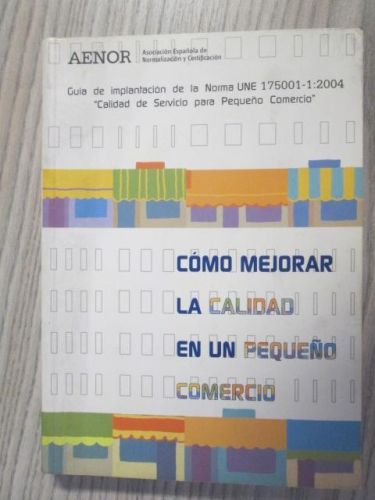 AENOR
Asociación Española de
Normalización y Certificación
Guía de implantación de la Norma UNE 175001-1:2004
"Calidad de Servicio para Pequeño Comercio"
CÓMO MEJORAR
LA CALIDAD
EN UN PEQUEÑO
COMERCIO